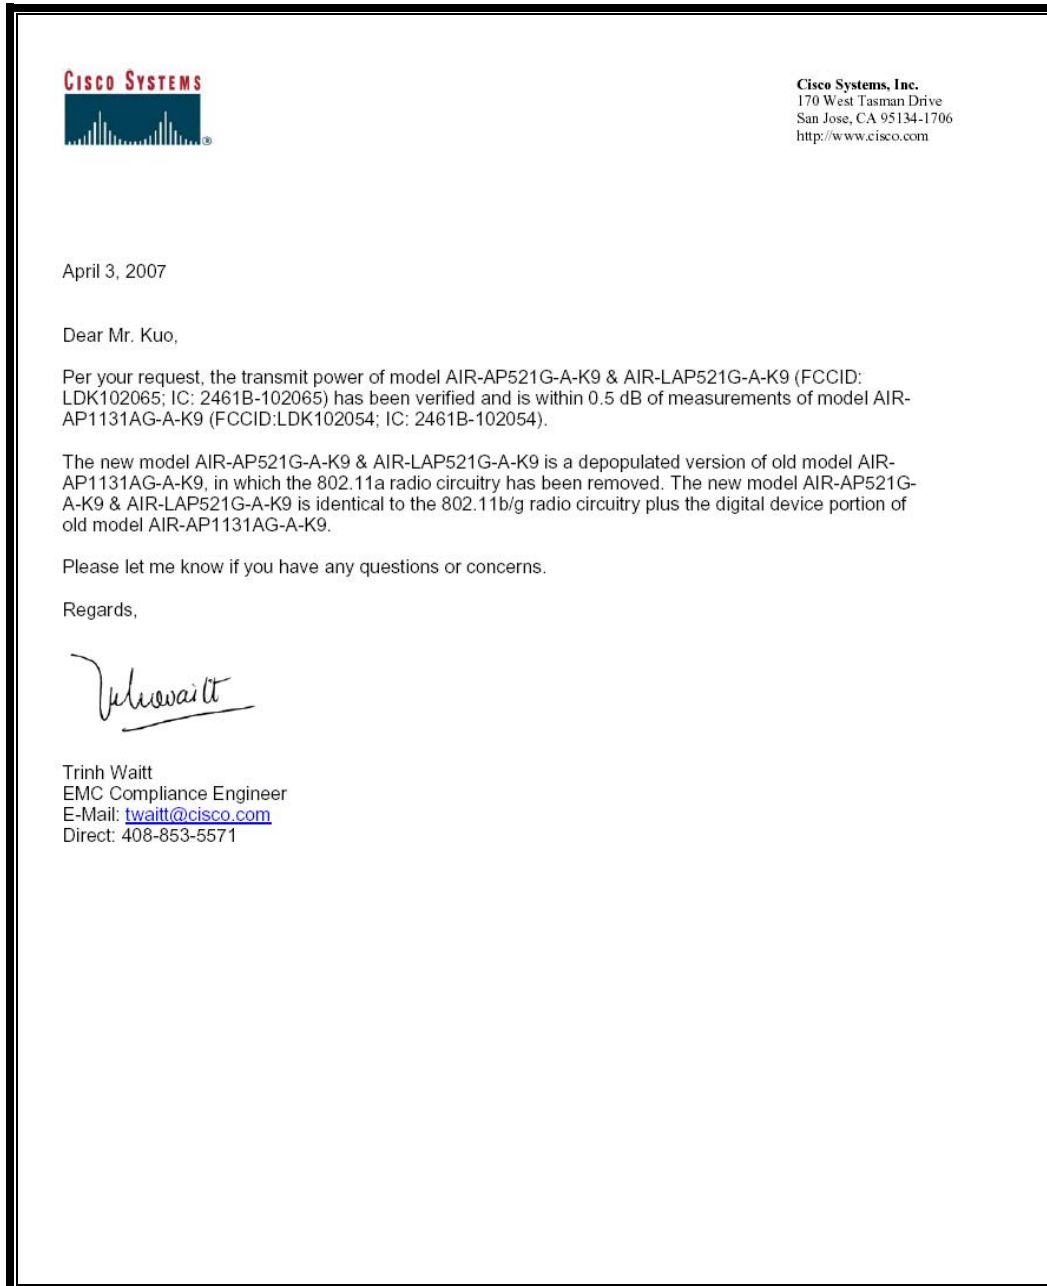 CISCO SYSTEMS
®
Cisco Systems, Inc.
170 West Tasman Drive
San Jose, CA 95134-1706
http://www.cisco.com
April 3, 2007
Dear Mr. Kuo,
Per your request, the transmit power of model AIR-AP521G-A-K9 & AIR-LAP521G-A-K9 (FCCID:
LDK102065; IC: 2461B-102065) has been verified and is within 0.5 dB of measurements of model AIR-
AP1131AG-A-K9 (FCCID:LDK102054; IC: 2461B-102054).
The new model AIR-AP521G-A-K9 & AIR-LAP521G-A-K9 is a depopulated version of old model AIR-
AP1131AG-A-K9, in which the 802.11a radio circuitry has been removed. The new model AIR-AP521G-
A-K9 & AIR-LAP521G-A-K9 is identical to the 802.11b/g radio circuitry plus the digital device portion of
old model AIR-AP1131AG-A-K9.
Please let me know if you have any questions or concerns.
Regards,
Trinh Waitt
EMC Compliance Engineer
E-Mail: twaitt@cisco.com
Direct: 408-853-5571